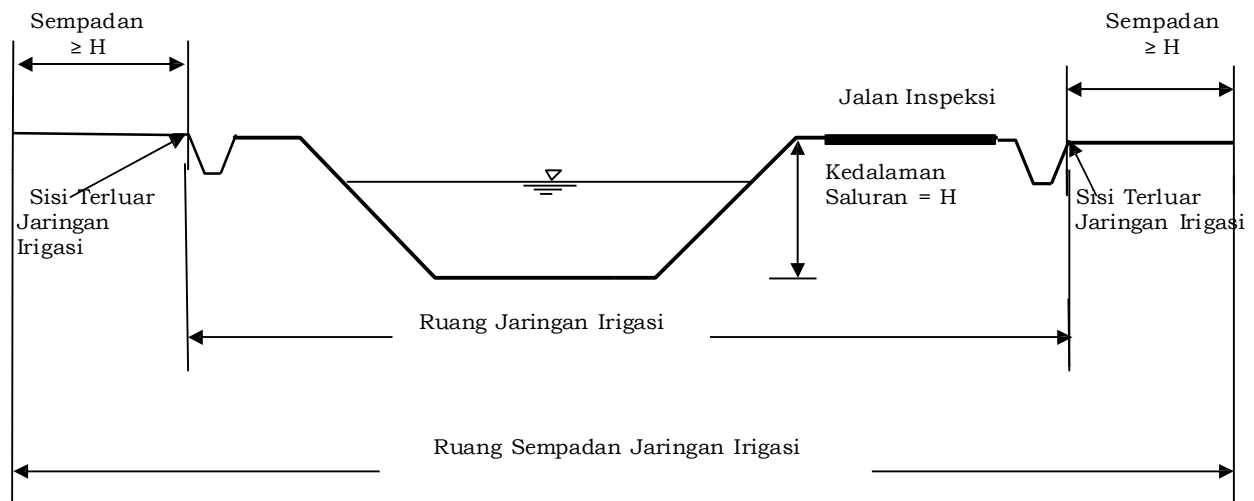 Sempadan
≥ H
Sempadan
≥ H
Jalan Inspeksi
Kedalaman
Saluran = H
Sisi Terluar
Jaringan
Irigasi
Sisi Terluar
Jaringan Irigasi
Ruang Jaringan Irigasi
Ruang Sempadan Jaringan Irigasi